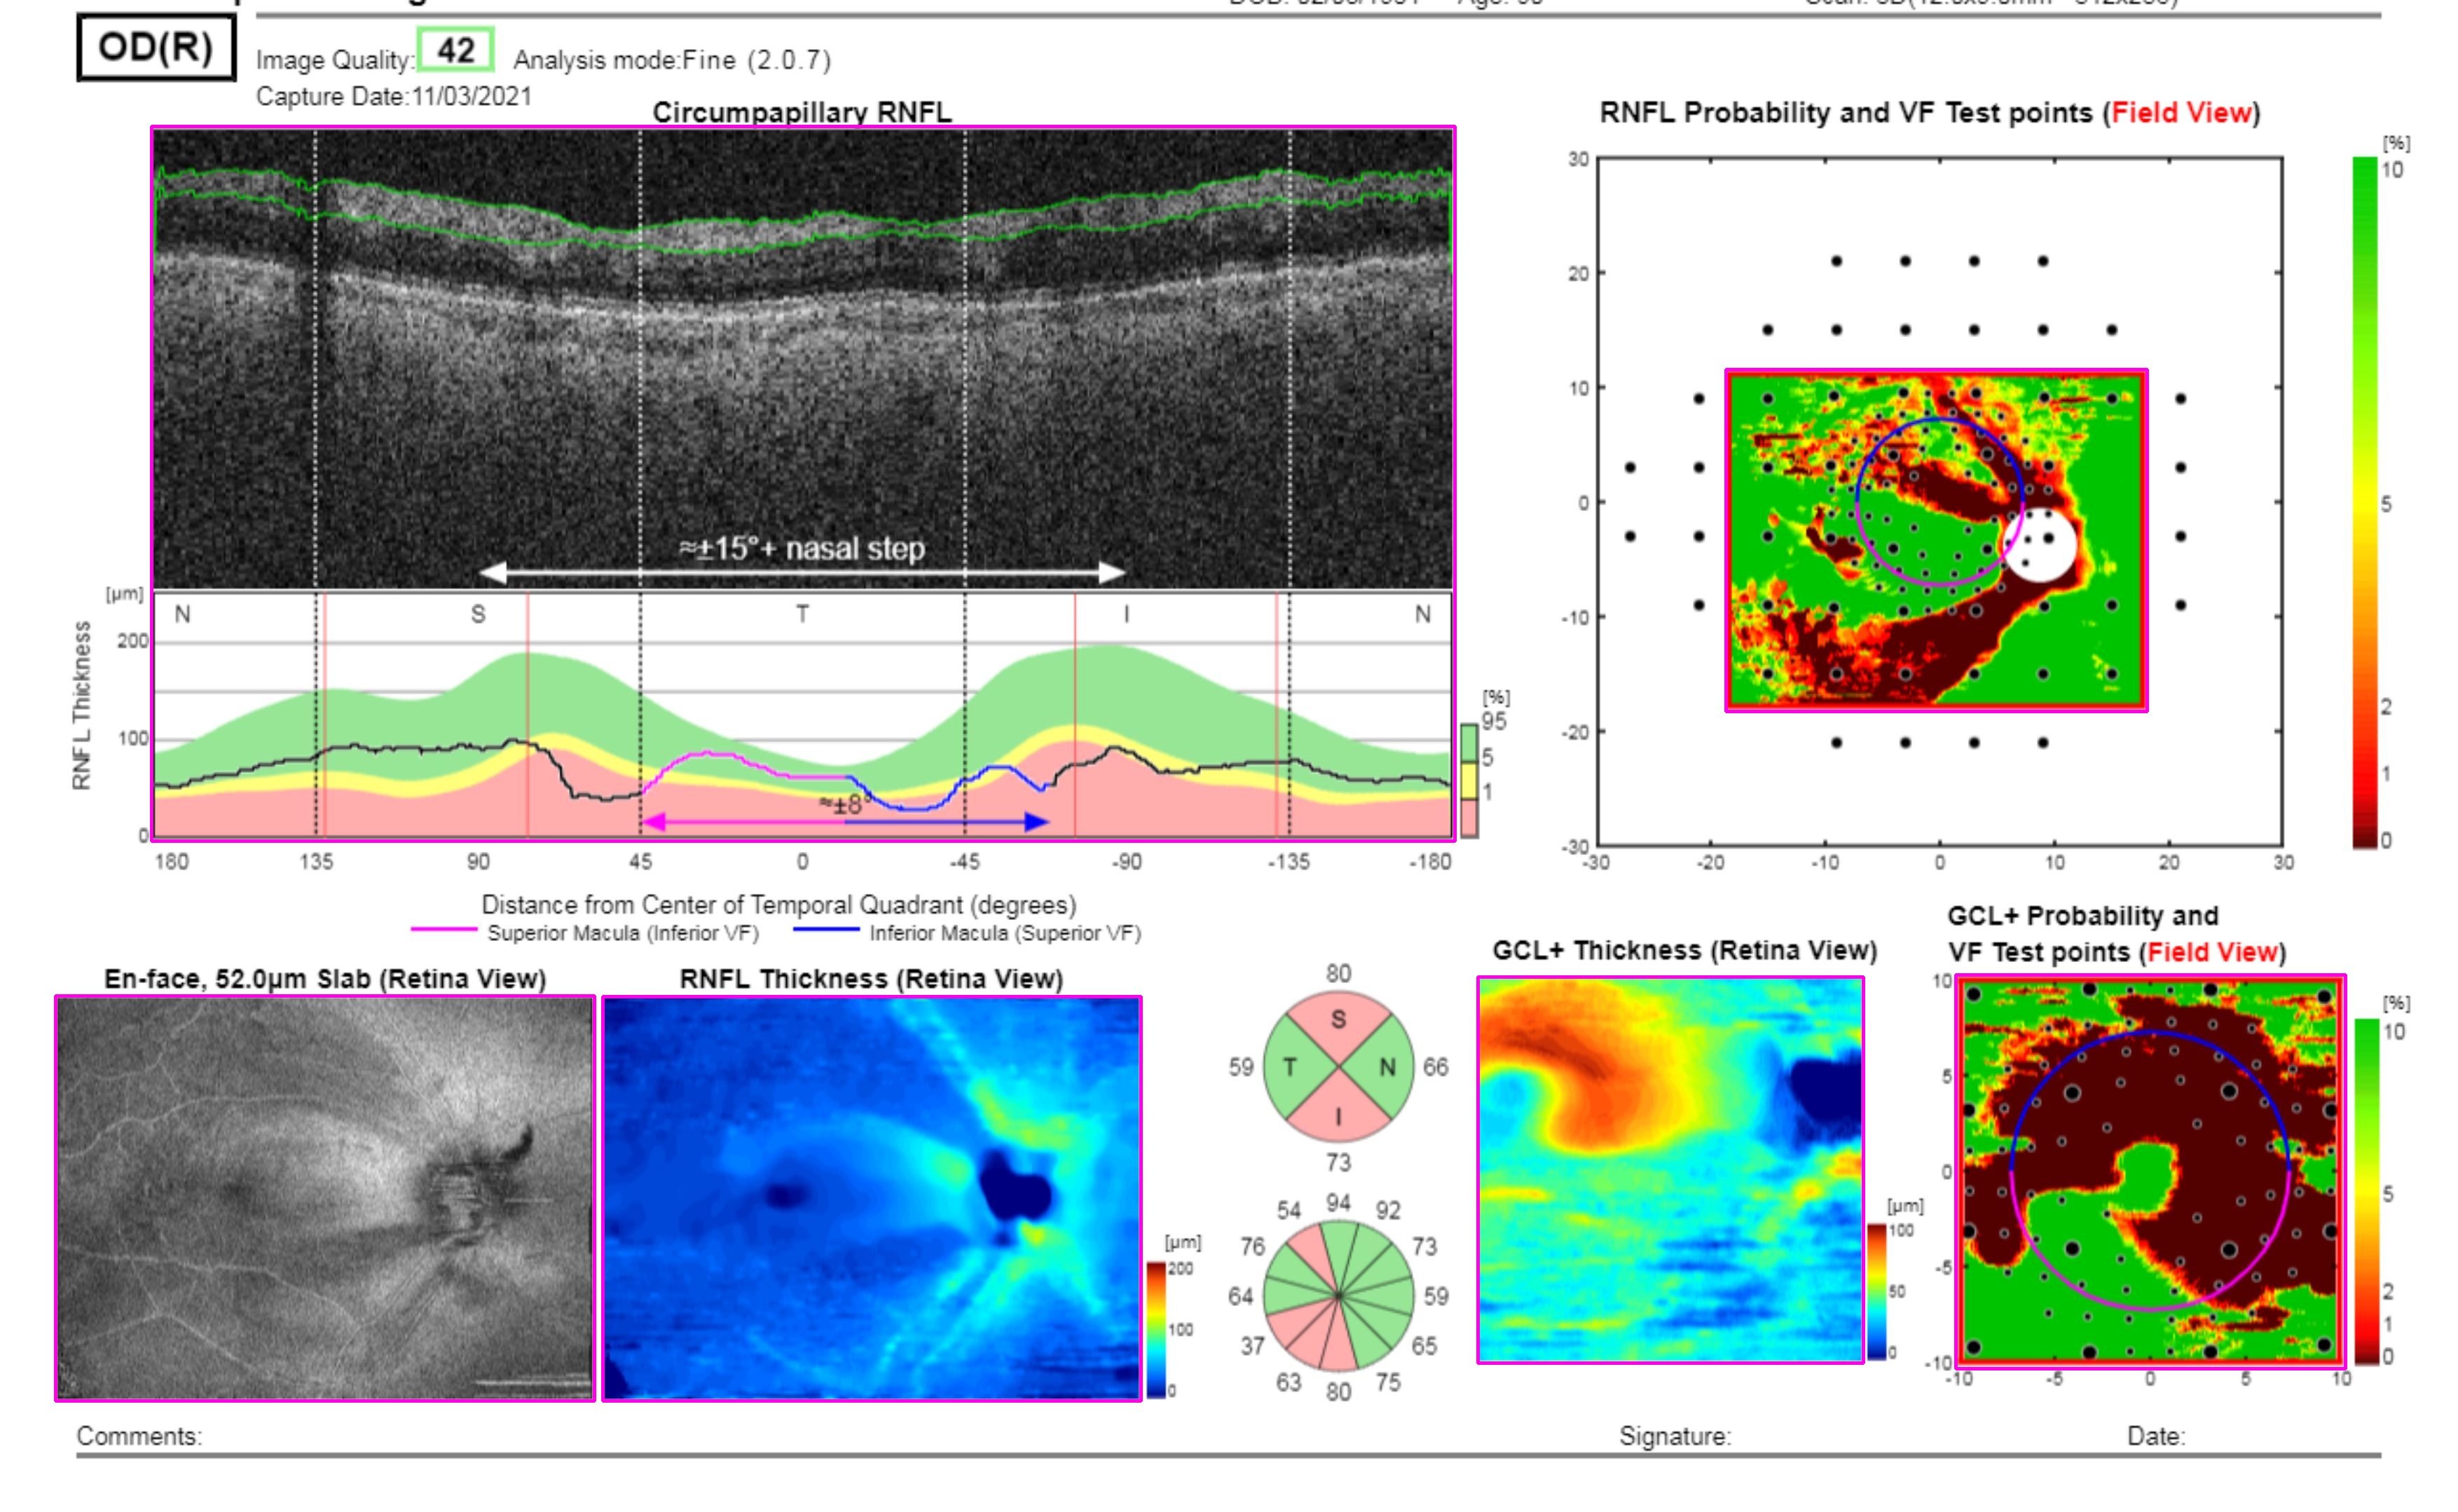 OD(R)
Image Quality: 42 Analysis mode:Fine (2.0.7)
Capture Date:11/03/2021
Circumpapillary RNFL
≈±15°+ nasal step
[µm]
N S T I N
200
100
0
RNFL Thickness
≈±8°
[%]
95
5
1
180 135 90 45 0 -45 -90 -135 -180
Distance from Center of Temporal Quadrant (degrees)
Superior Macula (Inferior VF) Inferior Macula (Superior VF)
RNFL Probability and VF Test points (Field View)
[%]
10
5
2
1
0
30
20
10
0
-10
-20
-30
-30 -20 -10 0 10 20 30
En-face, 52.0µm Slab (Retina View)
RNFL Thickness (Retina View)
[µm]
200
100
0
80
S
59 T N 66
I
73
54 94 92
76 73
64 59
37 65
63 80 75
GCL+ Thickness (Retina View)
[µm]
100
50
0
GCL+ Probability and
VF Test points (Field View)
10
5
0
-5
-10
-10 -5 0 5 10
[%]
10
5
2
1
0
Comments: Signature: Date: